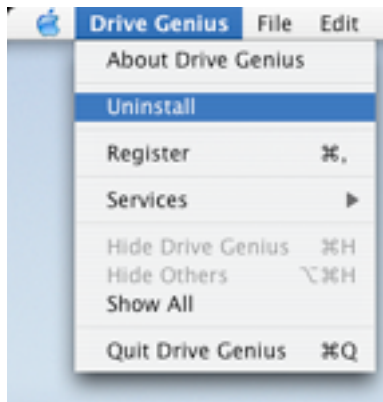 Drive Genius File Edit
About Drive Genius
Uninstall
Register ⌘,
Services ▶
Hide Drive Genius ⌘H
Hide Others ⌥⌘H
Show All
Quit Drive Genius ⌘Q